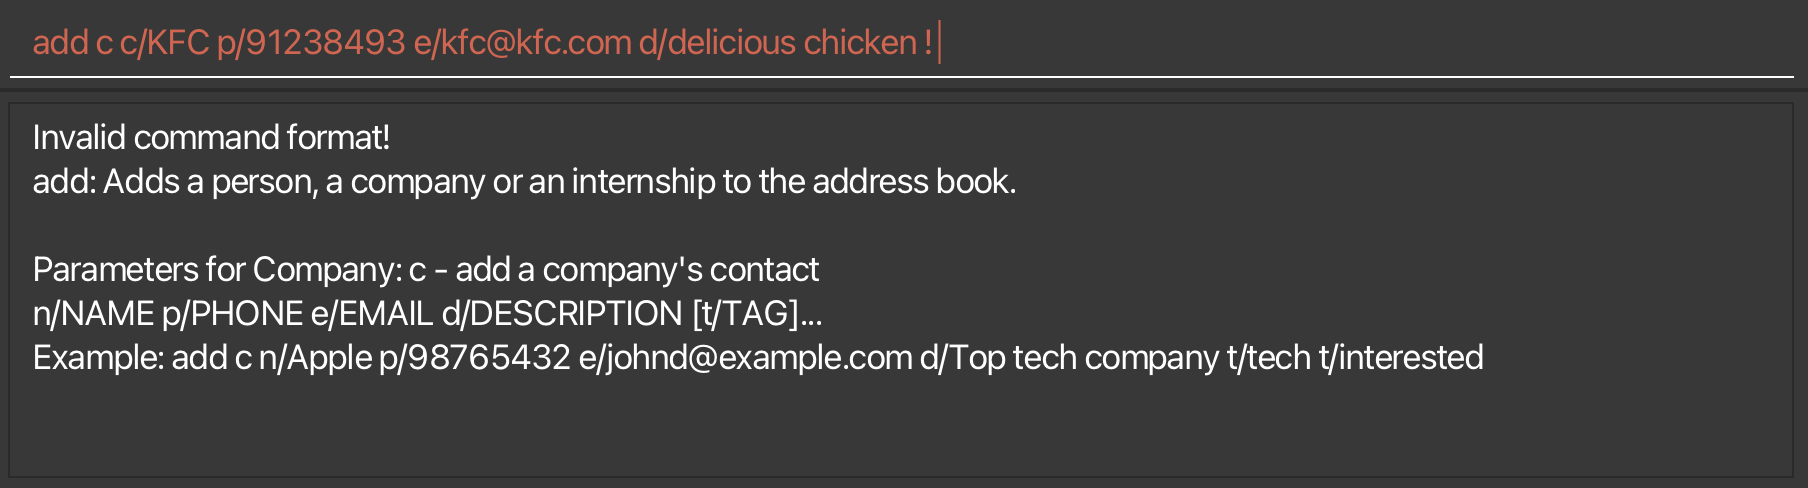 add c c/KFC p/91238493 e/kfc@kfc.com d/delicious chicken !
Invalid command format!
add: Adds a person, a company or an internship to the address book.
Parameters for Company: c - add a company's contact
n/NAME p/PHONE e/EMAIL d/DESCRIPTION [t/TAG]...
Example: add c n/Apple p/98765432 e/johnd@example.com d/Top tech company t/tech t/interested